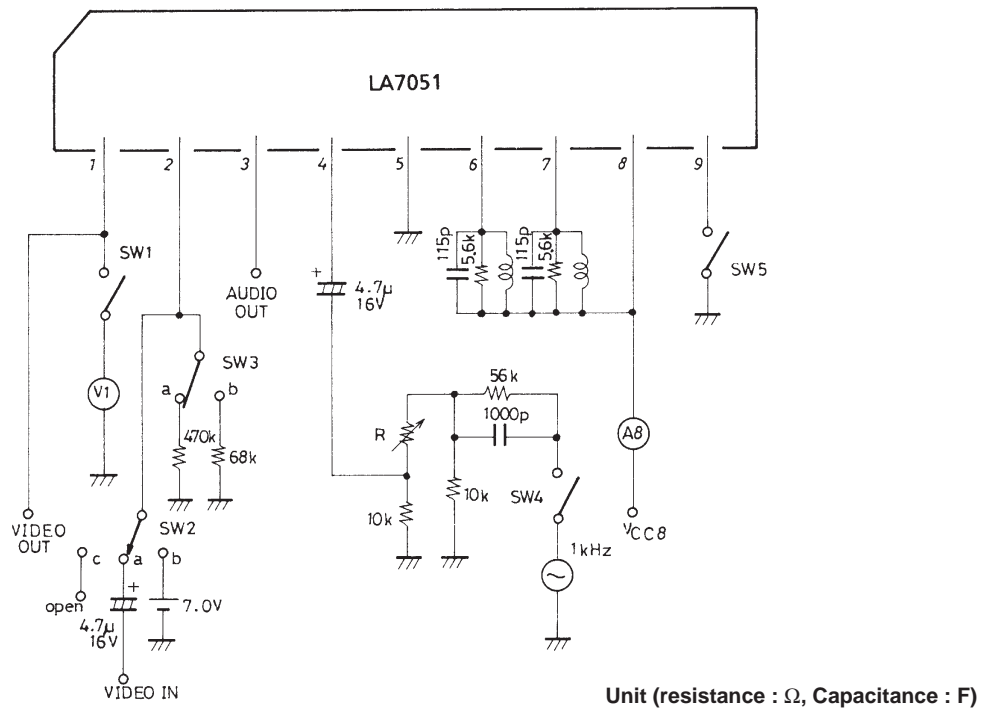 LA7051
1 2 3 4 5 6 7 8 9
SW1
V1
VIDEO
OUT
AUDIO
OUT
SW3
a b
470k
68k
SW2
c a b
open
+
4.7μ
16V
7.0V
VIDEO IN
+
4.7μ
16V
115p
5.6k
115p
5.6k
R
56k
1000p
10k
10k
SW4
1kHz
A8
VCC8
SW5
Unit (resistance : Ω, Capacitance : F)